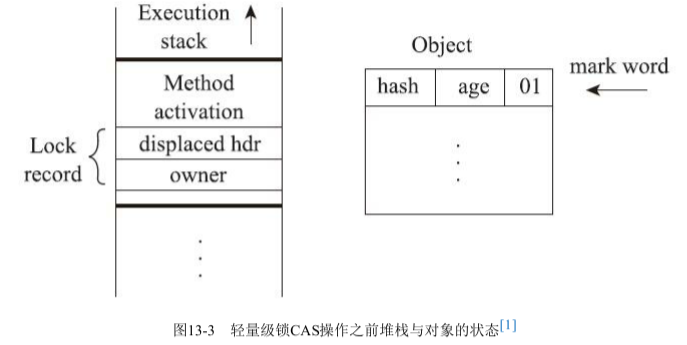 Execution
stack
Method
activation
Lock
record
displaced hdr
owner
Object
hash age 01
mark word
图13-3 轻量级锁CAS操作之前堆栈与对象的状态[1]